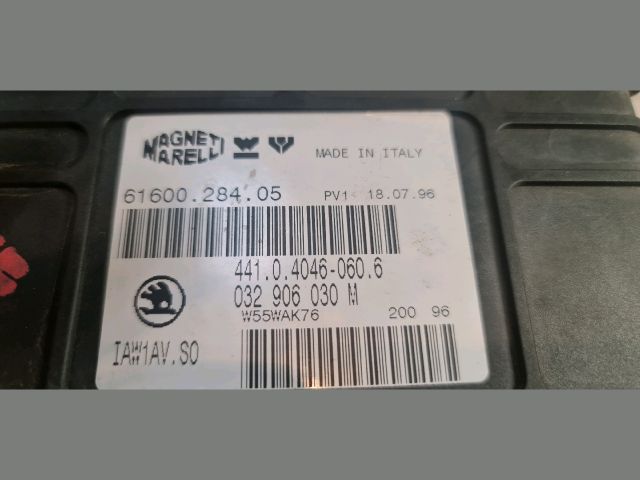 MAGNETI
MARELLI
MADE IN ITALY
61600.284.05 PV1 18.07.96
441.0.4046-060.6
032 906 030 M
W55WAK76 200 96
IAW1AV.S0